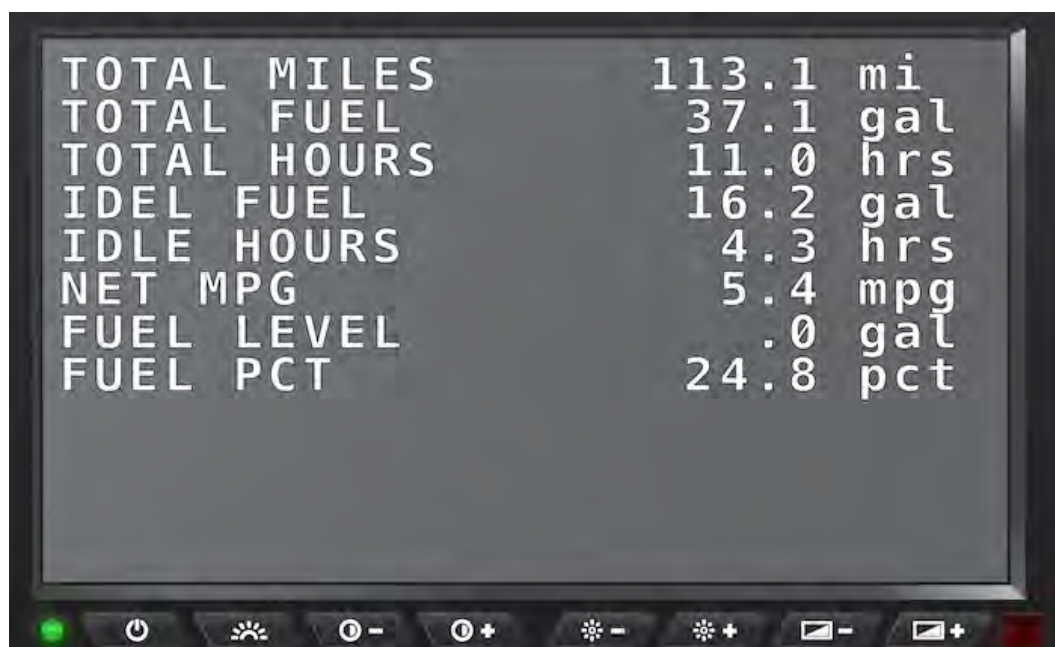 TOTAL MILES 113.1 mi
TOTAL FUEL 37.1 gal
TOTAL HOURS 11.0 hrs
IDEL FUEL 16.2 gal
IDLE HOURS 4.3 hrs
NET MPG 5.4 mpg
FUEL LEVEL .0 gal
FUEL PCT 24.8 pct